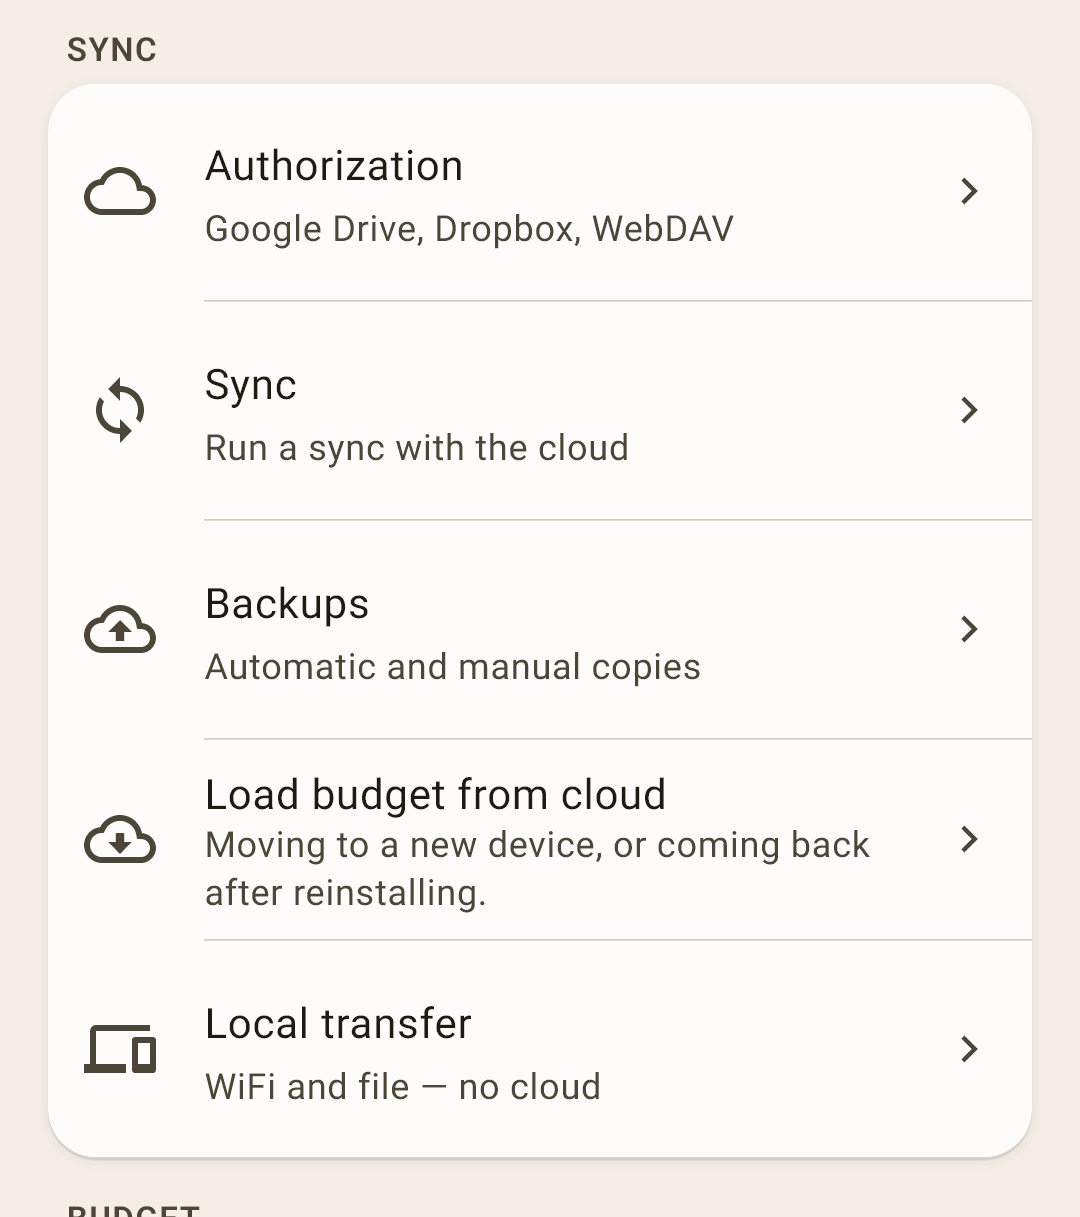 SYNC
Authorization
Google Drive, Dropbox, WebDAV
Sync
Run a sync with the cloud
Backups
Automatic and manual copies
Load budget from cloud
Moving to a new device, or coming back
after reinstalling.
Local transfer
WiFi and file — no cloud
BUDGET